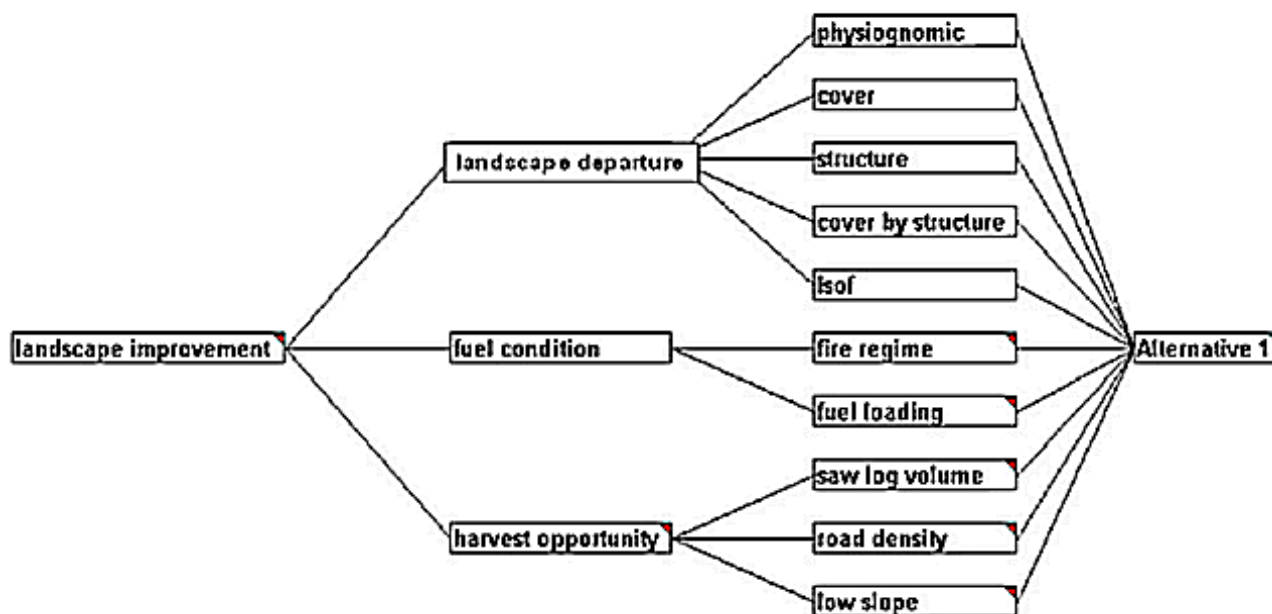 physiognomic
cover
landscape departure
structure
cover by structure
isof
landscape improvement
fuel condition
fire regime
Alternative 1
fuel loading
saw log volume
harvest opportunity
road density
low slope